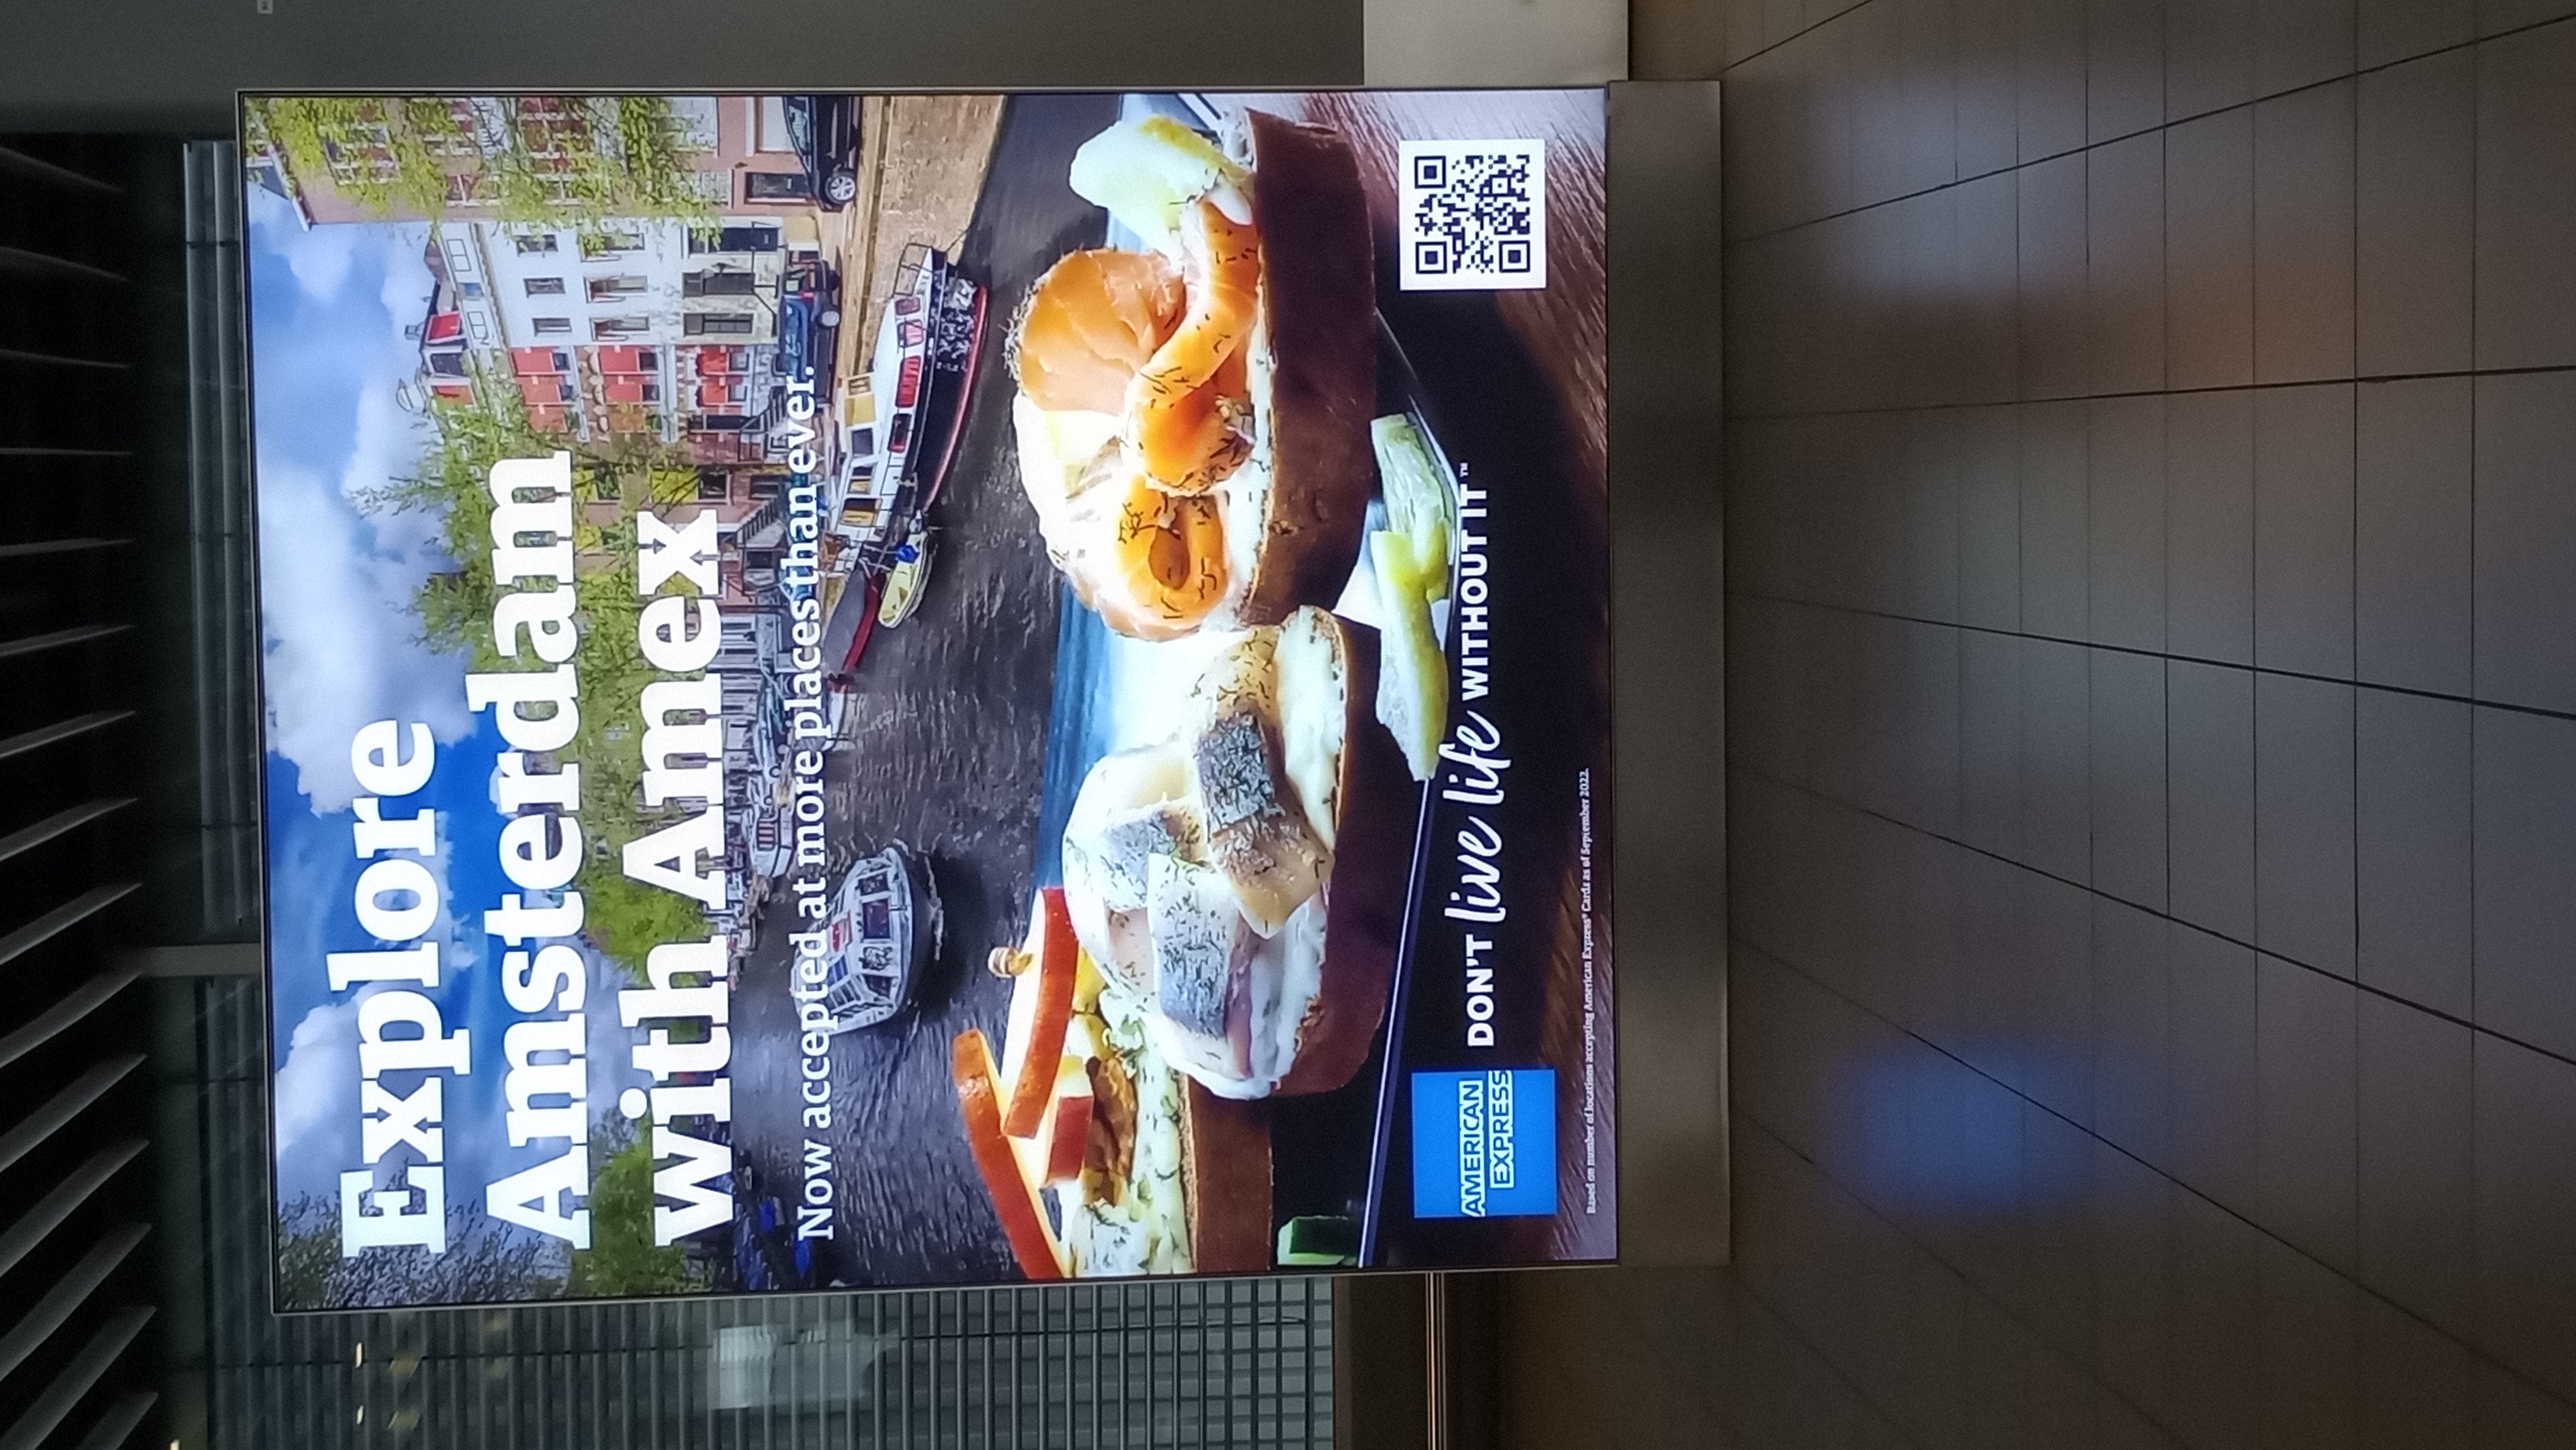 Explore
Amsterdam
with Amex
Now accepted at more places than ever.
AMERICAN
EXPRESS
DON'T live life WITHOUT IT™
Based on number of locations accepting American Express® Cards as of September 2022.